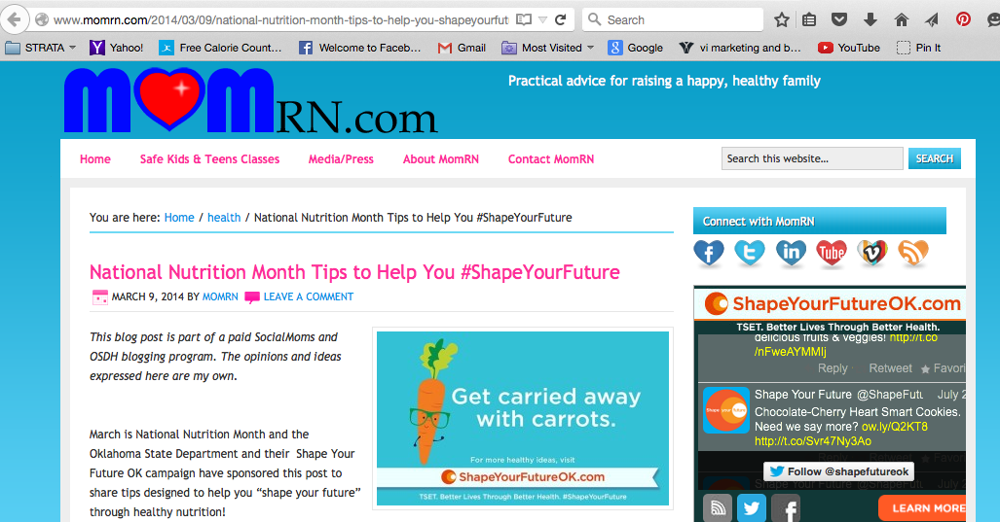 www.momrn.com/2014/03/09/national-nutrition-month-tips-to-help-you-shapeyourfutu
Search
STRATA
Yahoo!
Free Calorie Count...
Welcome to Faceb...
Gmail
Most Visited
Google
vi marketing and b...
YouTube
Pin It
MOMRN.com
Practical advice for raising a happy, healthy family
Home
Safe Kids & Teens Classes
Media/Press
About MomRN
Contact MomRN
Search this website...
SEARCH
You are here: Home / health / National Nutrition Month Tips to Help You #ShapeYourFuture
National Nutrition Month Tips to Help You #ShapeYourFuture
MARCH 9, 2014 BY MOMRN LEAVE A COMMENT
This blog post is part of a paid SocialMoms and
OSDH blogging program. The opinions and ideas
expressed here are my own.
March is National Nutrition Month and the
Oklahoma State Department and their Shape Your
Future OK campaign have sponsored this post to
share tips designed to help you "shape your future"
through healthy nutrition!
Get carried away
with carrots.
For more healthy ideas, visit
ShapeYourFutureOK.com
TSET. Better Lives Through Better Health. #ShapeYourFuture
Connect with MomRN
Tube
ShapeYourFutureOK.com
TSET. Better Lives Through Better Health.
delicious fruits & veggies! http://t.co
/nFweAYMMIj
Reply Retweet Favori
Shape Your Future @ShapeFutu July 2
Chocolate-Cherry Heart Smart Cookies.
Need we say more? ow.ly/Q2KT8
http://t.co/Svr47Ny3Ao
Reply Retweet Favori
Follow @shapefutureok
LEARN MORE